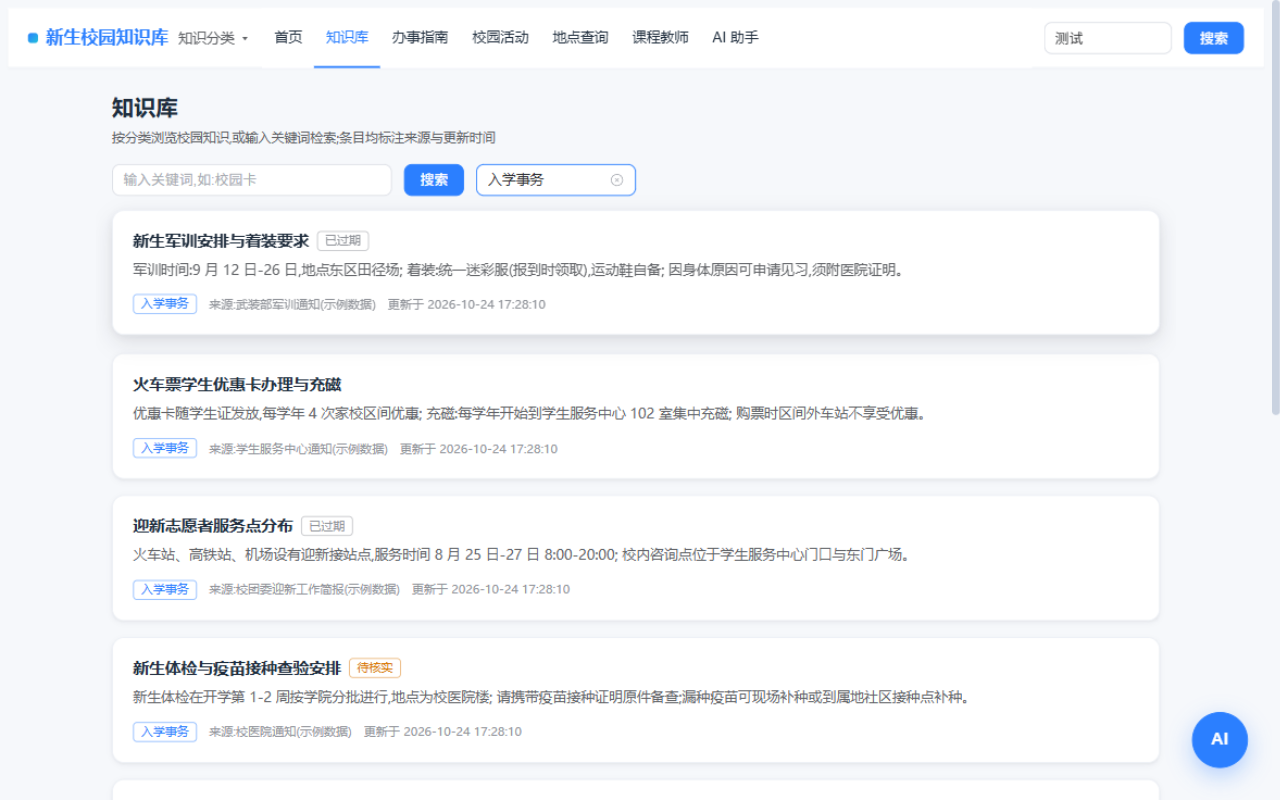 新生校园知识库 知识分类 首页 知识库 办事指南 校园活动 地点查询 课程教师 AI 助手 测试 搜索
知识库
按分类浏览校园知识,或输入关键词检索;条目均标注来源与更新时间
输入关键词,如:校园卡 搜索 入学事务
新生军训安排与着装要求 已过期
军训时间:9 月 12 日-26 日,地点东区田径场; 着装:统一迷彩服(报到时领取),运动鞋自备; 因身体原因可申请见习,须附医院证明。
入学事务 来源:武装部军训通知(示例数据) 更新于 2026-10-24 17:28:10
火车票学生优惠卡办理与充磁
优惠卡随学生证发放,每学年 4 次家校区间优惠; 充磁:每学年开始到学生服务中心 102 室集中充磁; 购票时区间外车站不享受优惠。
入学事务 来源:学生服务中心通知(示例数据) 更新于 2026-10-24 17:28:10
迎新志愿者服务点分布 已过期
火车站、高铁站、机场设有迎新接站点,服务时间 8 月 25 日-27 日 8:00-20:00; 校内咨询点位于学生服务中心门口与东门广场。
入学事务 来源:校团委迎新工作简报(示例数据) 更新于 2026-10-24 17:28:10
新生体检与疫苗接种查验安排 待核实
新生体检在开学第 1-2 周按学院分批进行,地点为校医院楼; 请携带疫苗接种证明原件备查;漏种疫苗可现场补种或到属地社区接种点补种。
入学事务 来源:校医院通知(示例数据) 更新于 2026-10-24 17:28:10
AI